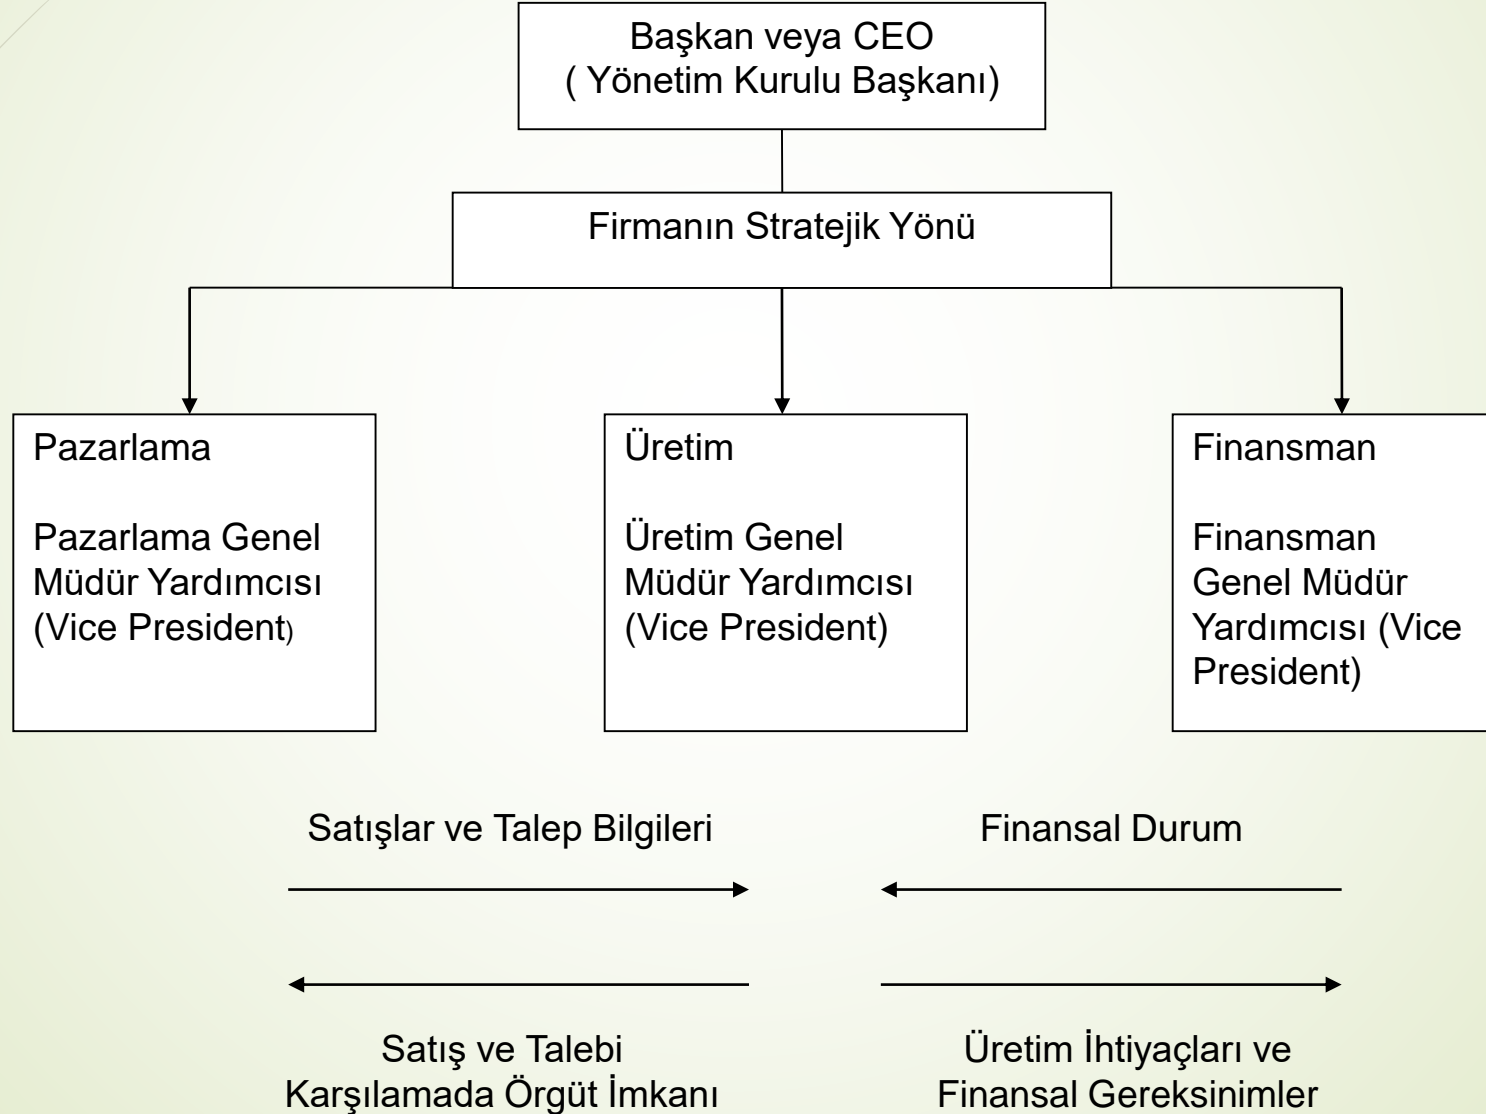 Başkan veya CEO
( Yönetim Kurulu Başkanı)
Firmanın Stratejik Yönü
Pazarlama
Pazarlama Genel
Müdür Yardımcısı
(Vice President)
Üretim
Üretim Genel
Müdür Yardımcısı
(Vice President)
Finansman
Finansman
Genel Müdür
Yardımcısı (Vice
President)
Satışlar ve Talep Bilgileri
Finansal Durum
Satış ve Talebi
Karşılamada Örgüt İmkanı
Üretim İhtiyaçları ve
Finansal Gereksinimler